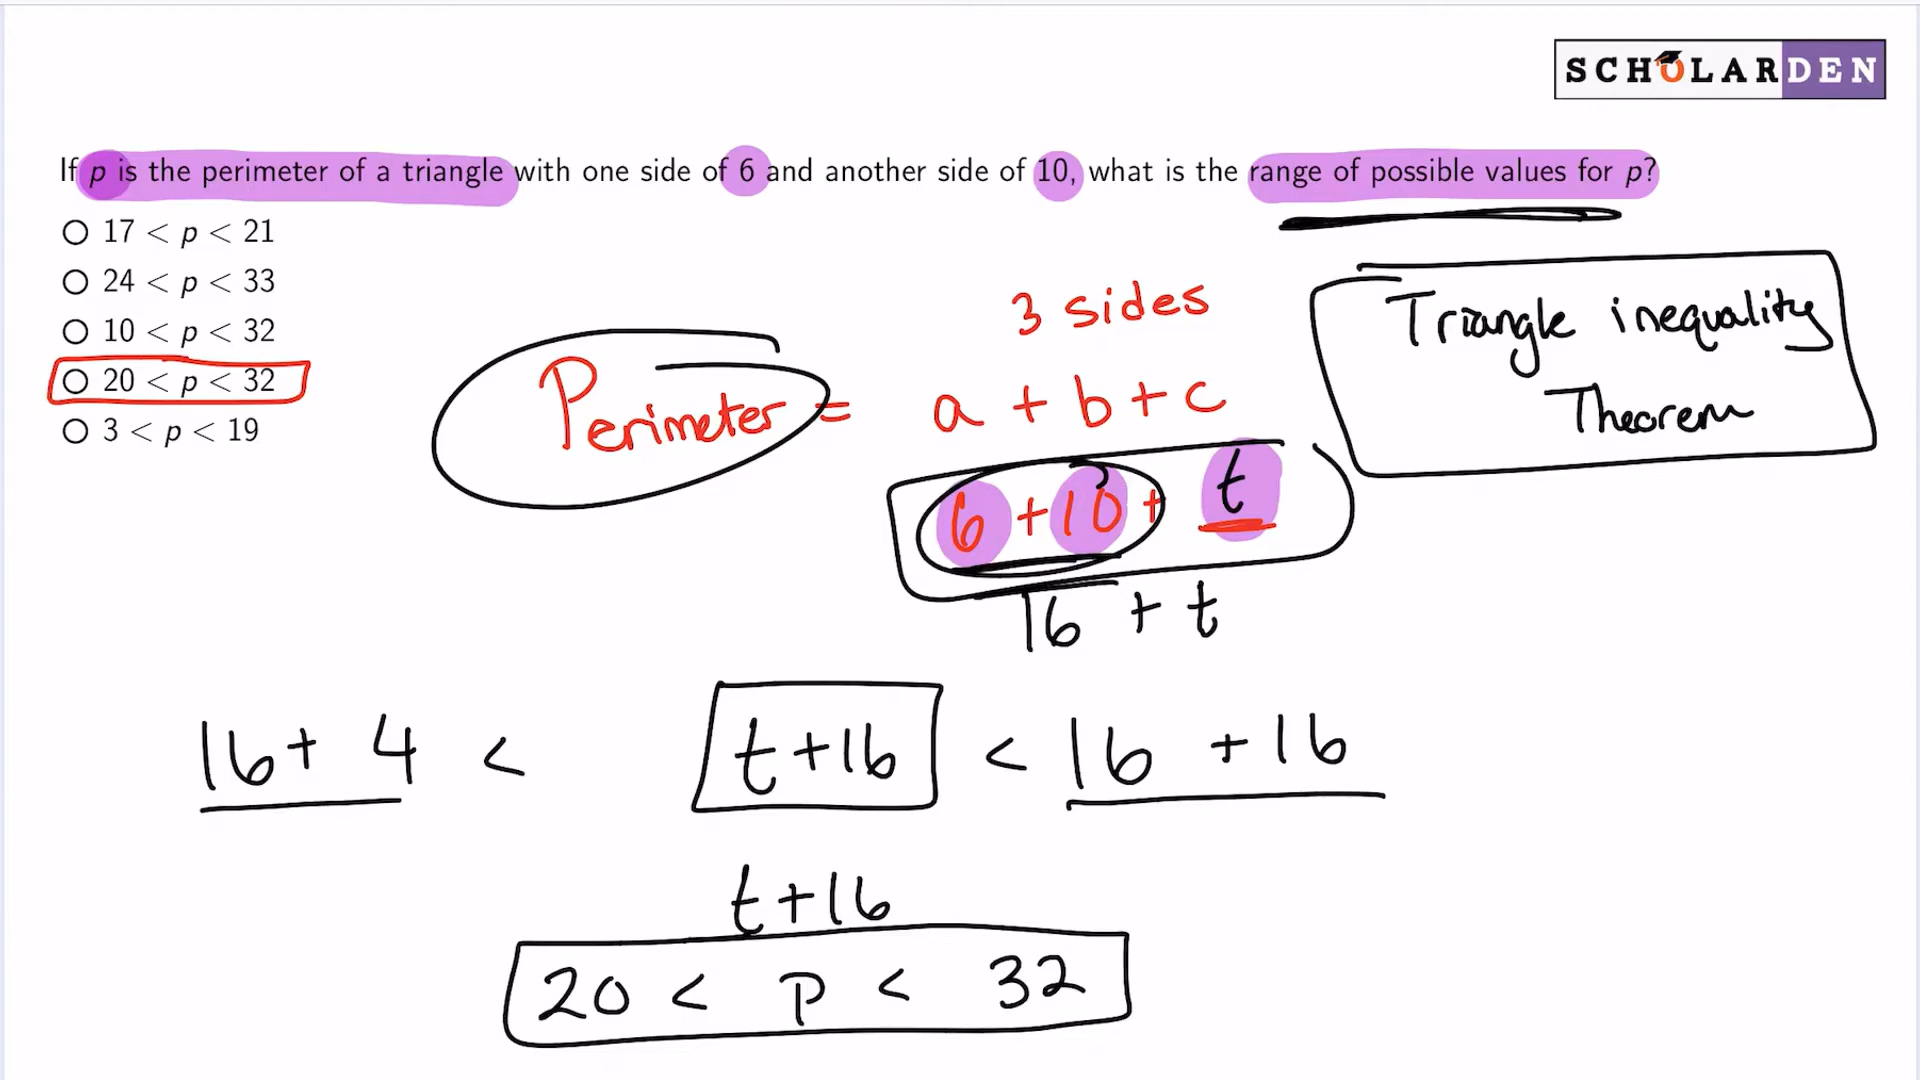 SCHOLARDEN
If p is the perimeter of a triangle with one side of 6 and another side of 10, what is the range of possible values for p?
17 < p < 21
24 < p < 33
10 < p < 32
20 < p < 32
3 < p < 19
3 sides
Perimeter = a + b + c
6 + 10 + t
16 + t
Triangle inequality
Theorem
16 + 4 < t + 16 < 16 + 16
t + 16
20 < p < 32